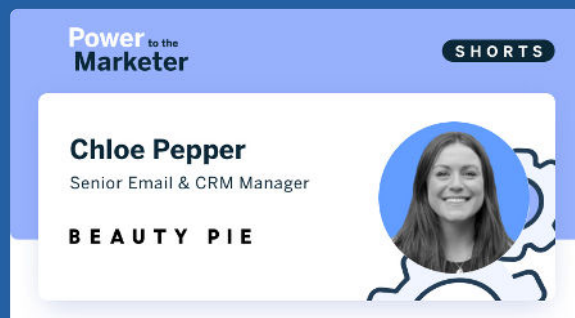 Power to the
Marketer
SHORTS
Chloe Pepper
Senior Email & CRM Manager
BEAUTY PIE